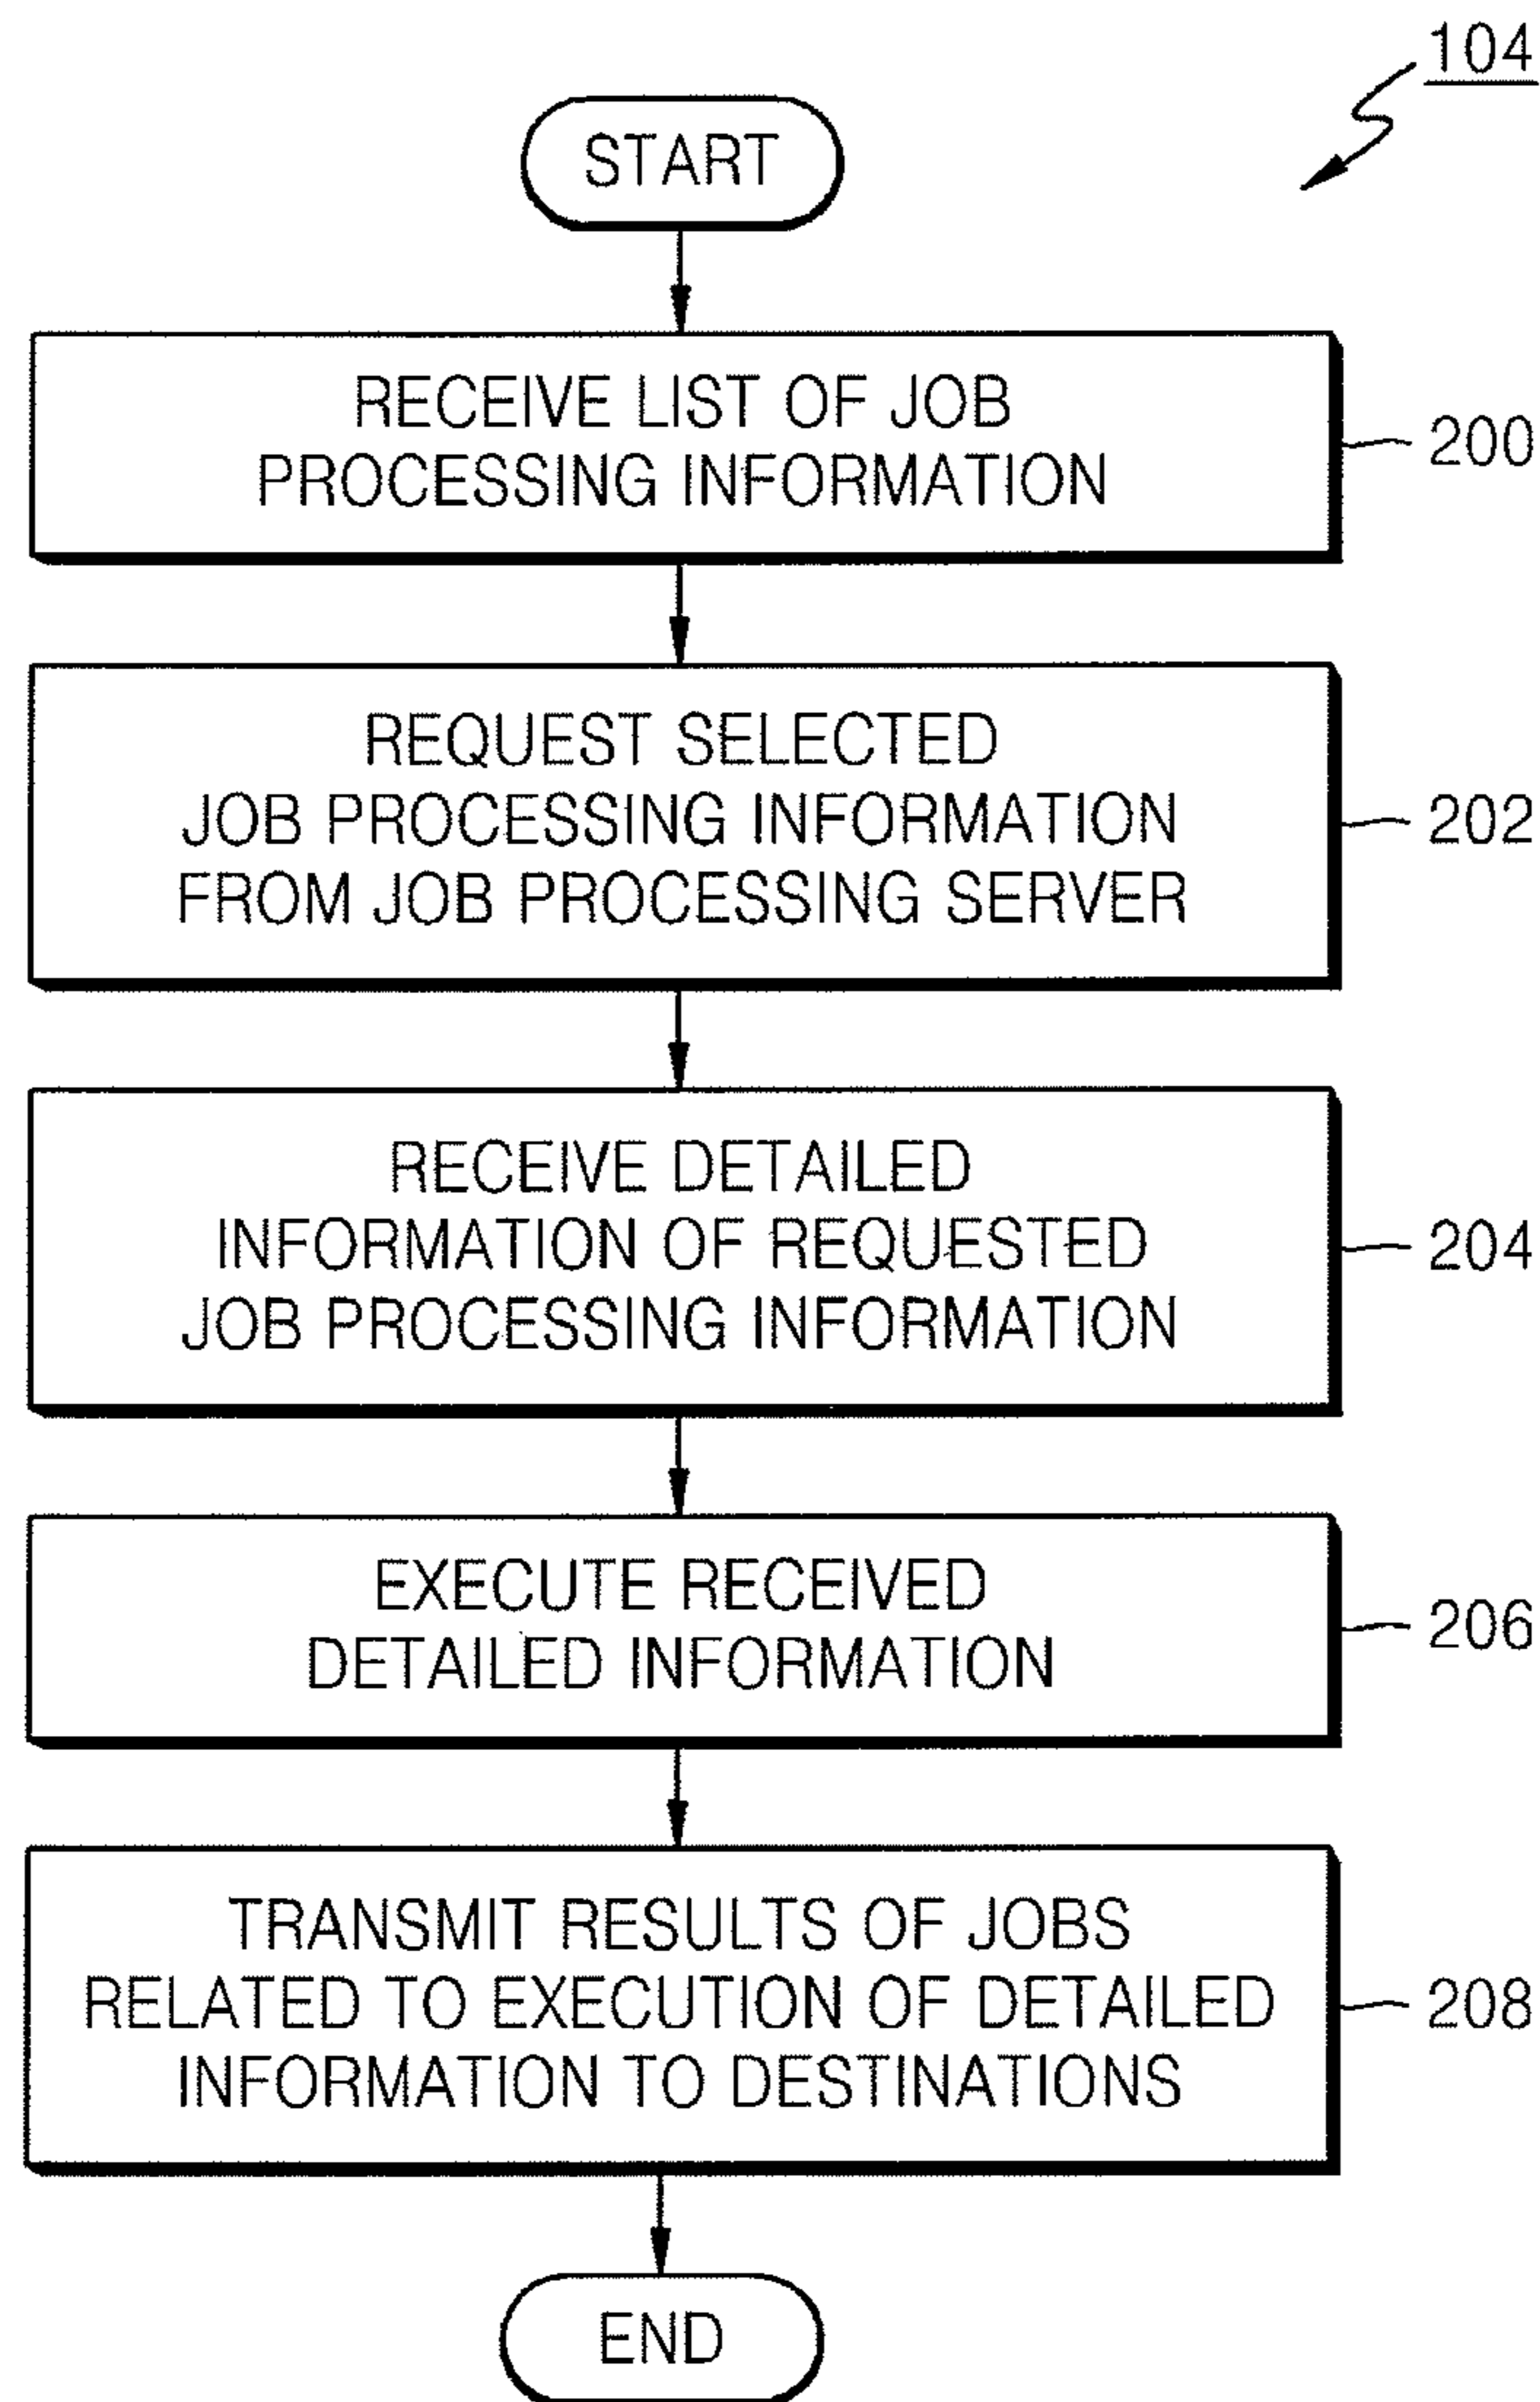 104
START
RECEIVE LIST OF JOB
PROCESSING INFORMATION
200
REQUEST SELECTED
JOB PROCESSING INFORMATION
FROM JOB PROCESSING SERVER
202
RECEIVE DETAILED
INFORMATION OF REQUESTED
JOB PROCESSING INFORMATION
204
EXECUTE RECEIVED
DETAILED INFORMATION
206
TRANSMIT RESULTS OF JOBS
RELATED TO EXECUTION OF DETAILED
INFORMATION TO DESTINATIONS
208
END